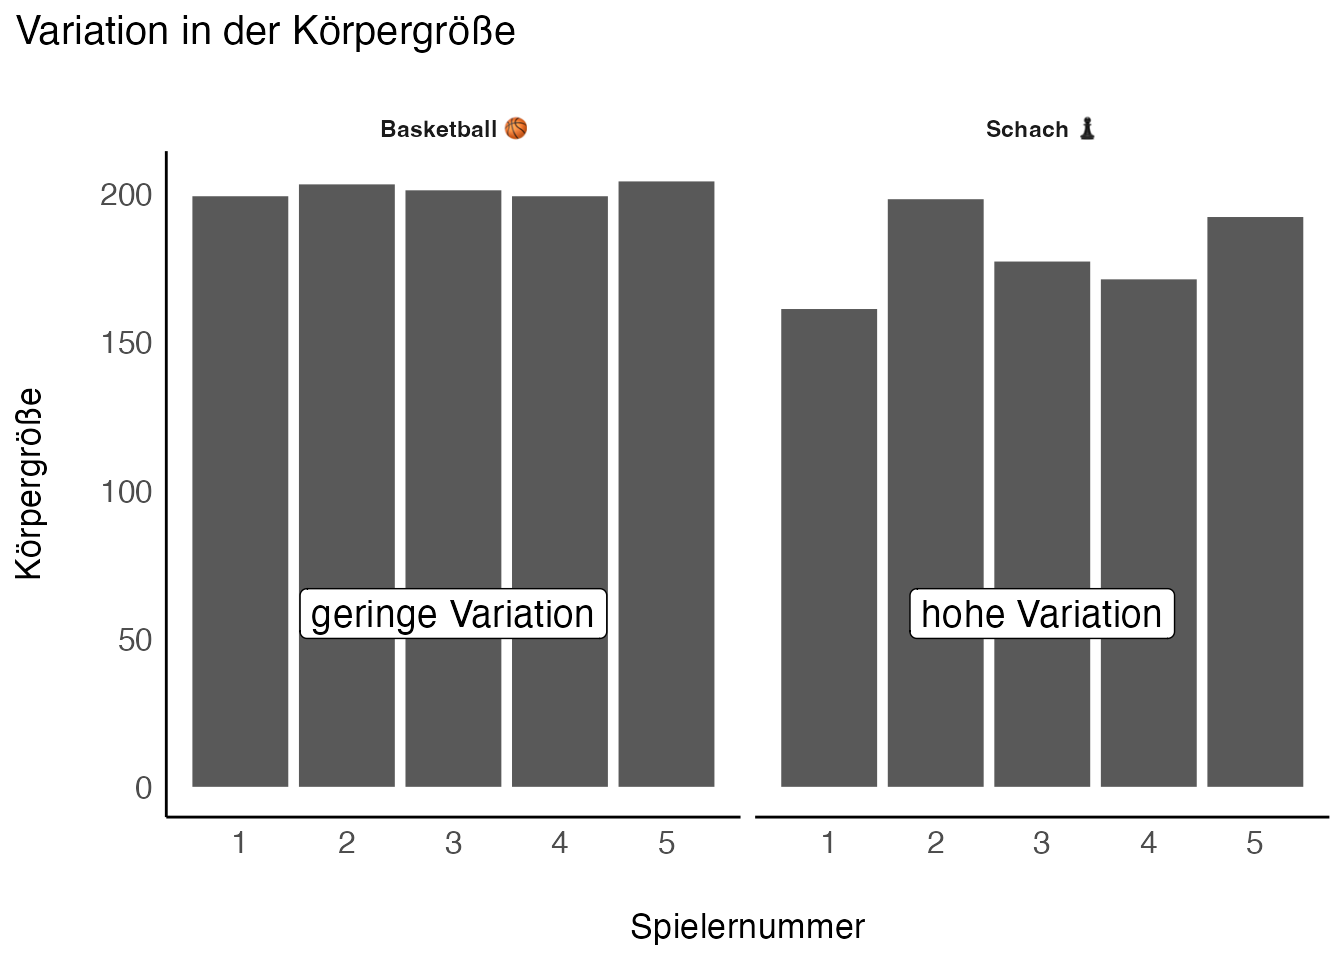 Variation in der Körpergröße
Basketball 🏀
Schach ♟
Körpergröße
200
150
100
50
0
geringe Variation
hohe Variation
1 2 3 4 5
1 2 3 4 5
Spielernummer